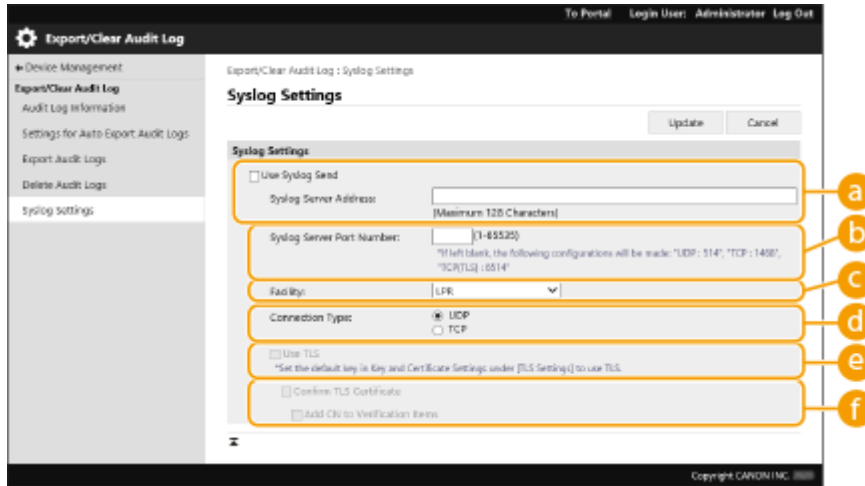 To Portal Login User: Administrator Log Out
Export/Clear Audit Log
Device Management
Export/Clear Audit Log
Audit Log Information
Settings for Auto Export Audit Logs
Export Audit Logs
Delete Audit Logs
Syslog Settings
Export/Clear Audit Log : Syslog Settings
Syslog Settings
Update Cancel
Syslog Settings
Use Syslog Send
Syslog Server Address:
(Maximum 128 Characters)
a
Syslog Server Port Number: (1-65535)
*If left blank, the following configurations will be made: "UDP : 514", "TCP : 1468",
"TCP(TLS) : 6514"
b
Facility: LPR
c
Connection Type: UDP
TCP
d
Use TLS
*Set the default key in Key and Certificate Settings under [TLS Settings] to use TLS.
e
Confirm TLS Certificate
Add CN to Verification Items
f
Copyright CANON INC.